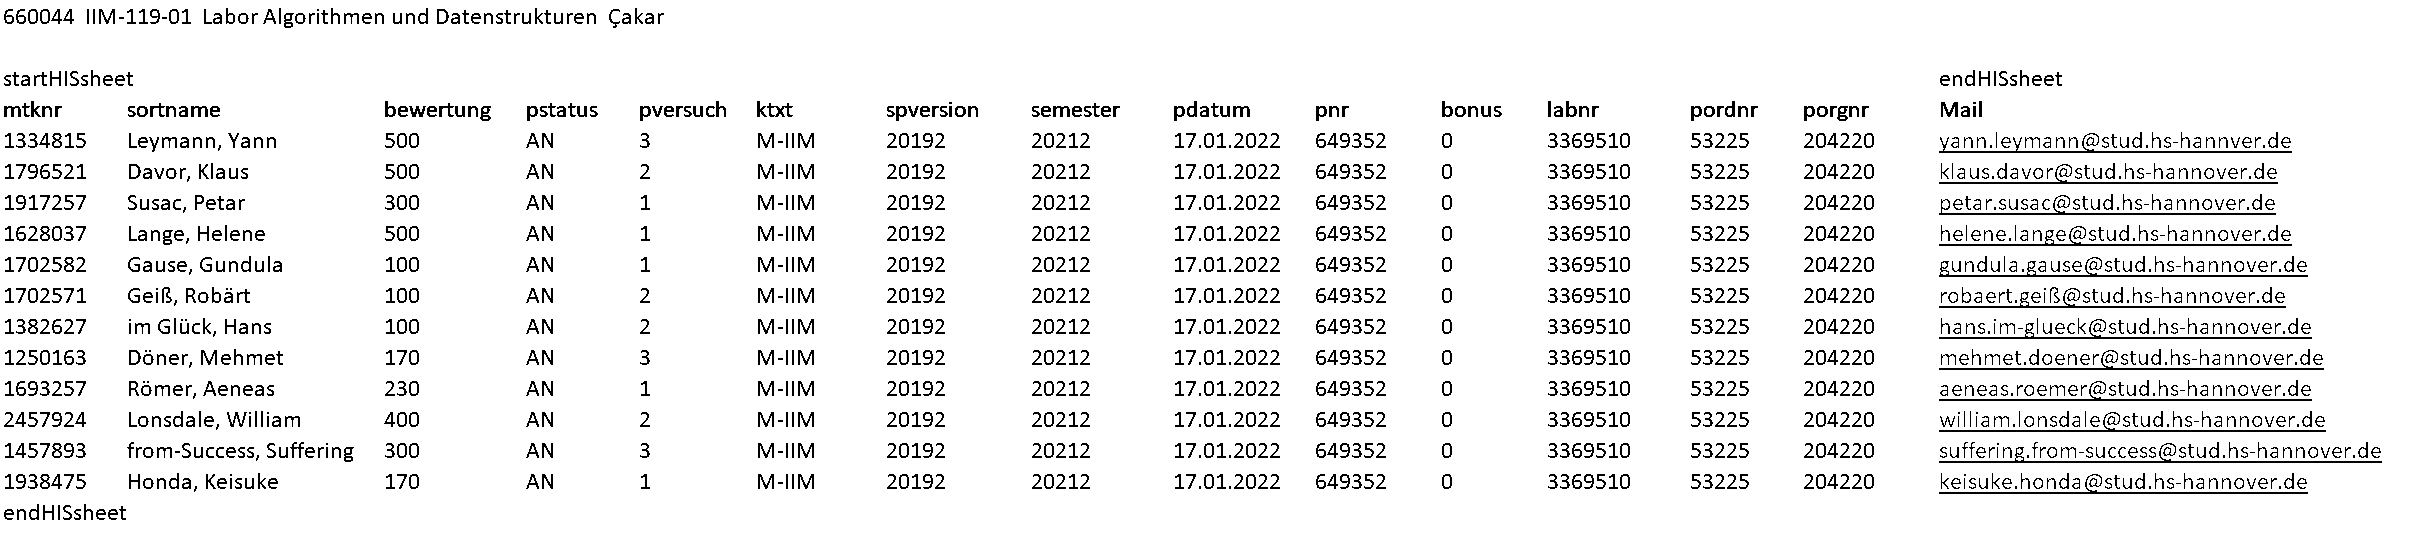 660044 IIM-119-01 Labor Algorithmen und Datenstrukturen Çakar
startHISsheet endHISsheet
mtknr sortname bewertung pstatus pversuch ktxt spversion semester pdatum pnr bonus labnr pordnr porgnr Mail
1334815 Leymann, Yann 500 AN 3 M-IIM 20192 20212 17.01.2022 649352 0 3369510 53225 204220 yann.leymann@stud.hs-hannver.de
1796521 Davor, Klaus 500 AN 2 M-IIM 20192 20212 17.01.2022 649352 0 3369510 53225 204220 klaus.davor@stud.hs-hannover.de
1917257 Susac, Petar 300 AN 1 M-IIM 20192 20212 17.01.2022 649352 0 3369510 53225 204220 petar.susac@stud.hs-hannover.de
1628037 Lange, Helene 500 AN 1 M-IIM 20192 20212 17.01.2022 649352 0 3369510 53225 204220 helene.lange@stud.hs-hannover.de
1702582 Gause, Gundula 100 AN 1 M-IIM 20192 20212 17.01.2022 649352 0 3369510 53225 204220 gundula.gause@stud.hs-hannover.de
1702571 Geiß, Robärt 100 AN 2 M-IIM 20192 20212 17.01.2022 649352 0 3369510 53225 204220 robaert.geiß@stud.hs-hannover.de
1382627 im Glück, Hans 100 AN 2 M-IIM 20192 20212 17.01.2022 649352 0 3369510 53225 204220 hans.im-glueck@stud.hs-hannover.de
1250163 Döner, Mehmet 170 AN 3 M-IIM 20192 20212 17.01.2022 649352 0 3369510 53225 204220 mehmet.doener@stud.hs-hannover.de
1693257 Römer, Aeneas 230 AN 1 M-IIM 20192 20212 17.01.2022 649352 0 3369510 53225 204220 aeneas.roemer@stud.hs-hannover.de
2457924 Lonsdale, William 400 AN 2 M-IIM 20192 20212 17.01.2022 649352 0 3369510 53225 204220 william.lonsdale@stud.hs-hannover.de
1457893 from-Success, Suffering 300 AN 3 M-IIM 20192 20212 17.01.2022 649352 0 3369510 53225 204220 suffering.from-success@stud.hs-hannover.de
1938475 Honda, Keisuke 170 AN 1 M-IIM 20192 20212 17.01.2022 649352 0 3369510 53225 204220 keisuke.honda@stud.hs-hannover.de
endHISsheet